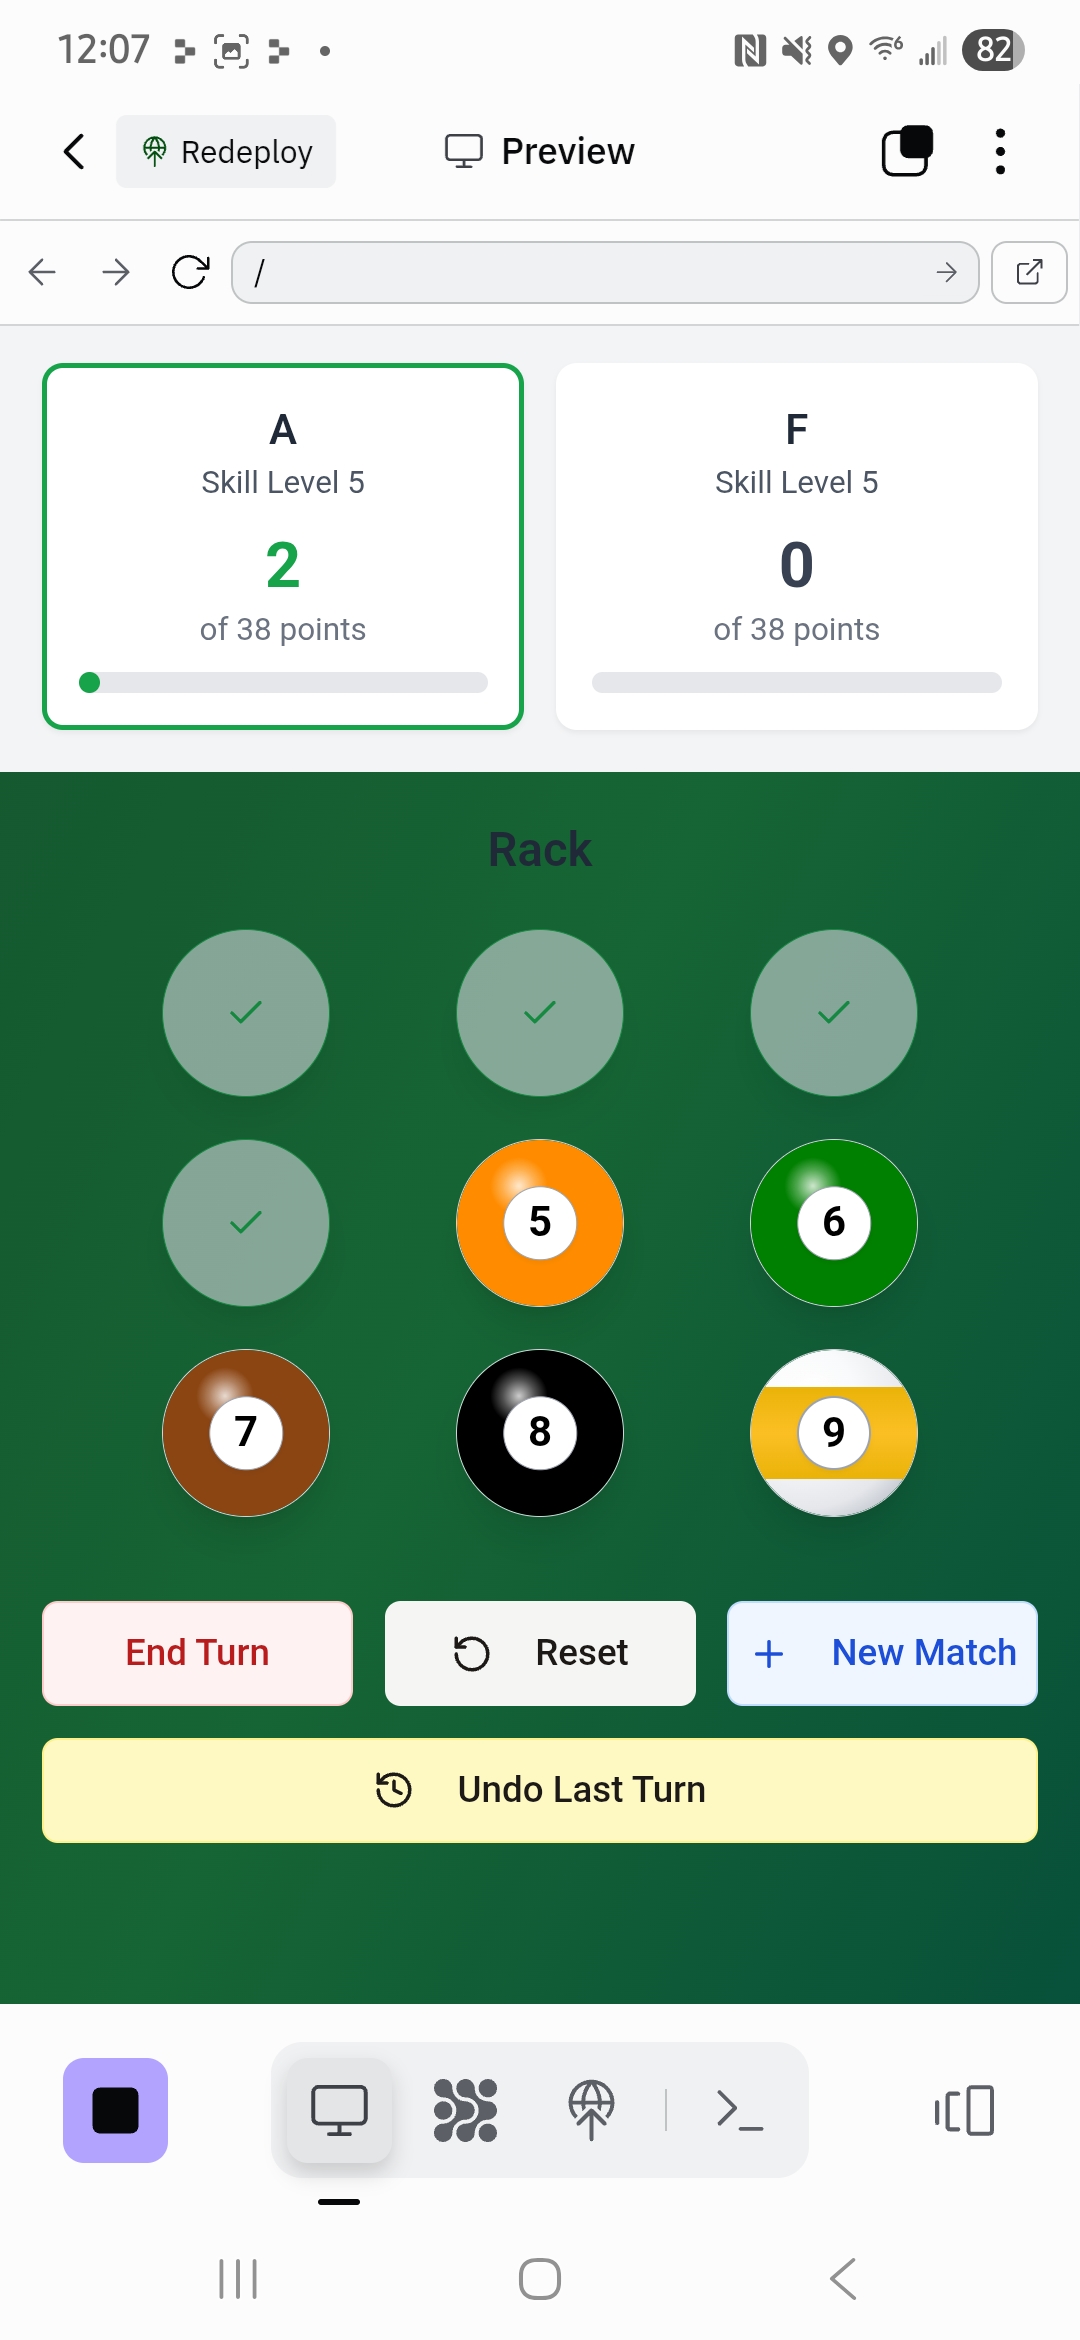 12:07
82
Redeploy
Preview
/
A
Skill Level 5
2
of 38 points
F
Skill Level 5
0
of 38 points
Rack
5
6
7
8
9
End Turn
Reset
New Match
Undo Last Turn